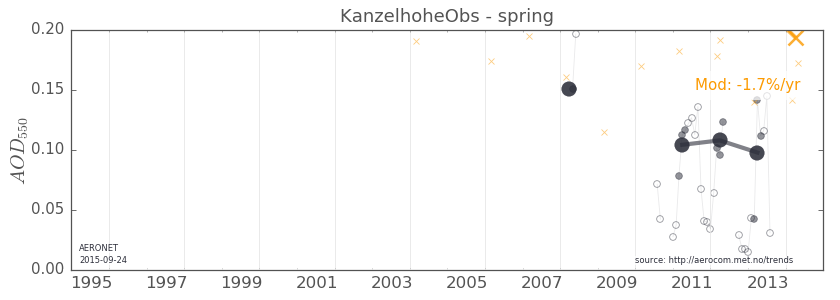 KanzelhoheObs - spring
0.20
0.15
0.10
0.05
0.00
AOD550
Mod: -1.7%/yr
AERONET
2015-09-24
source: http://aerocom.met.no/trends
1995 1997 1999 2001 2003 2005 2007 2009 2011 2013